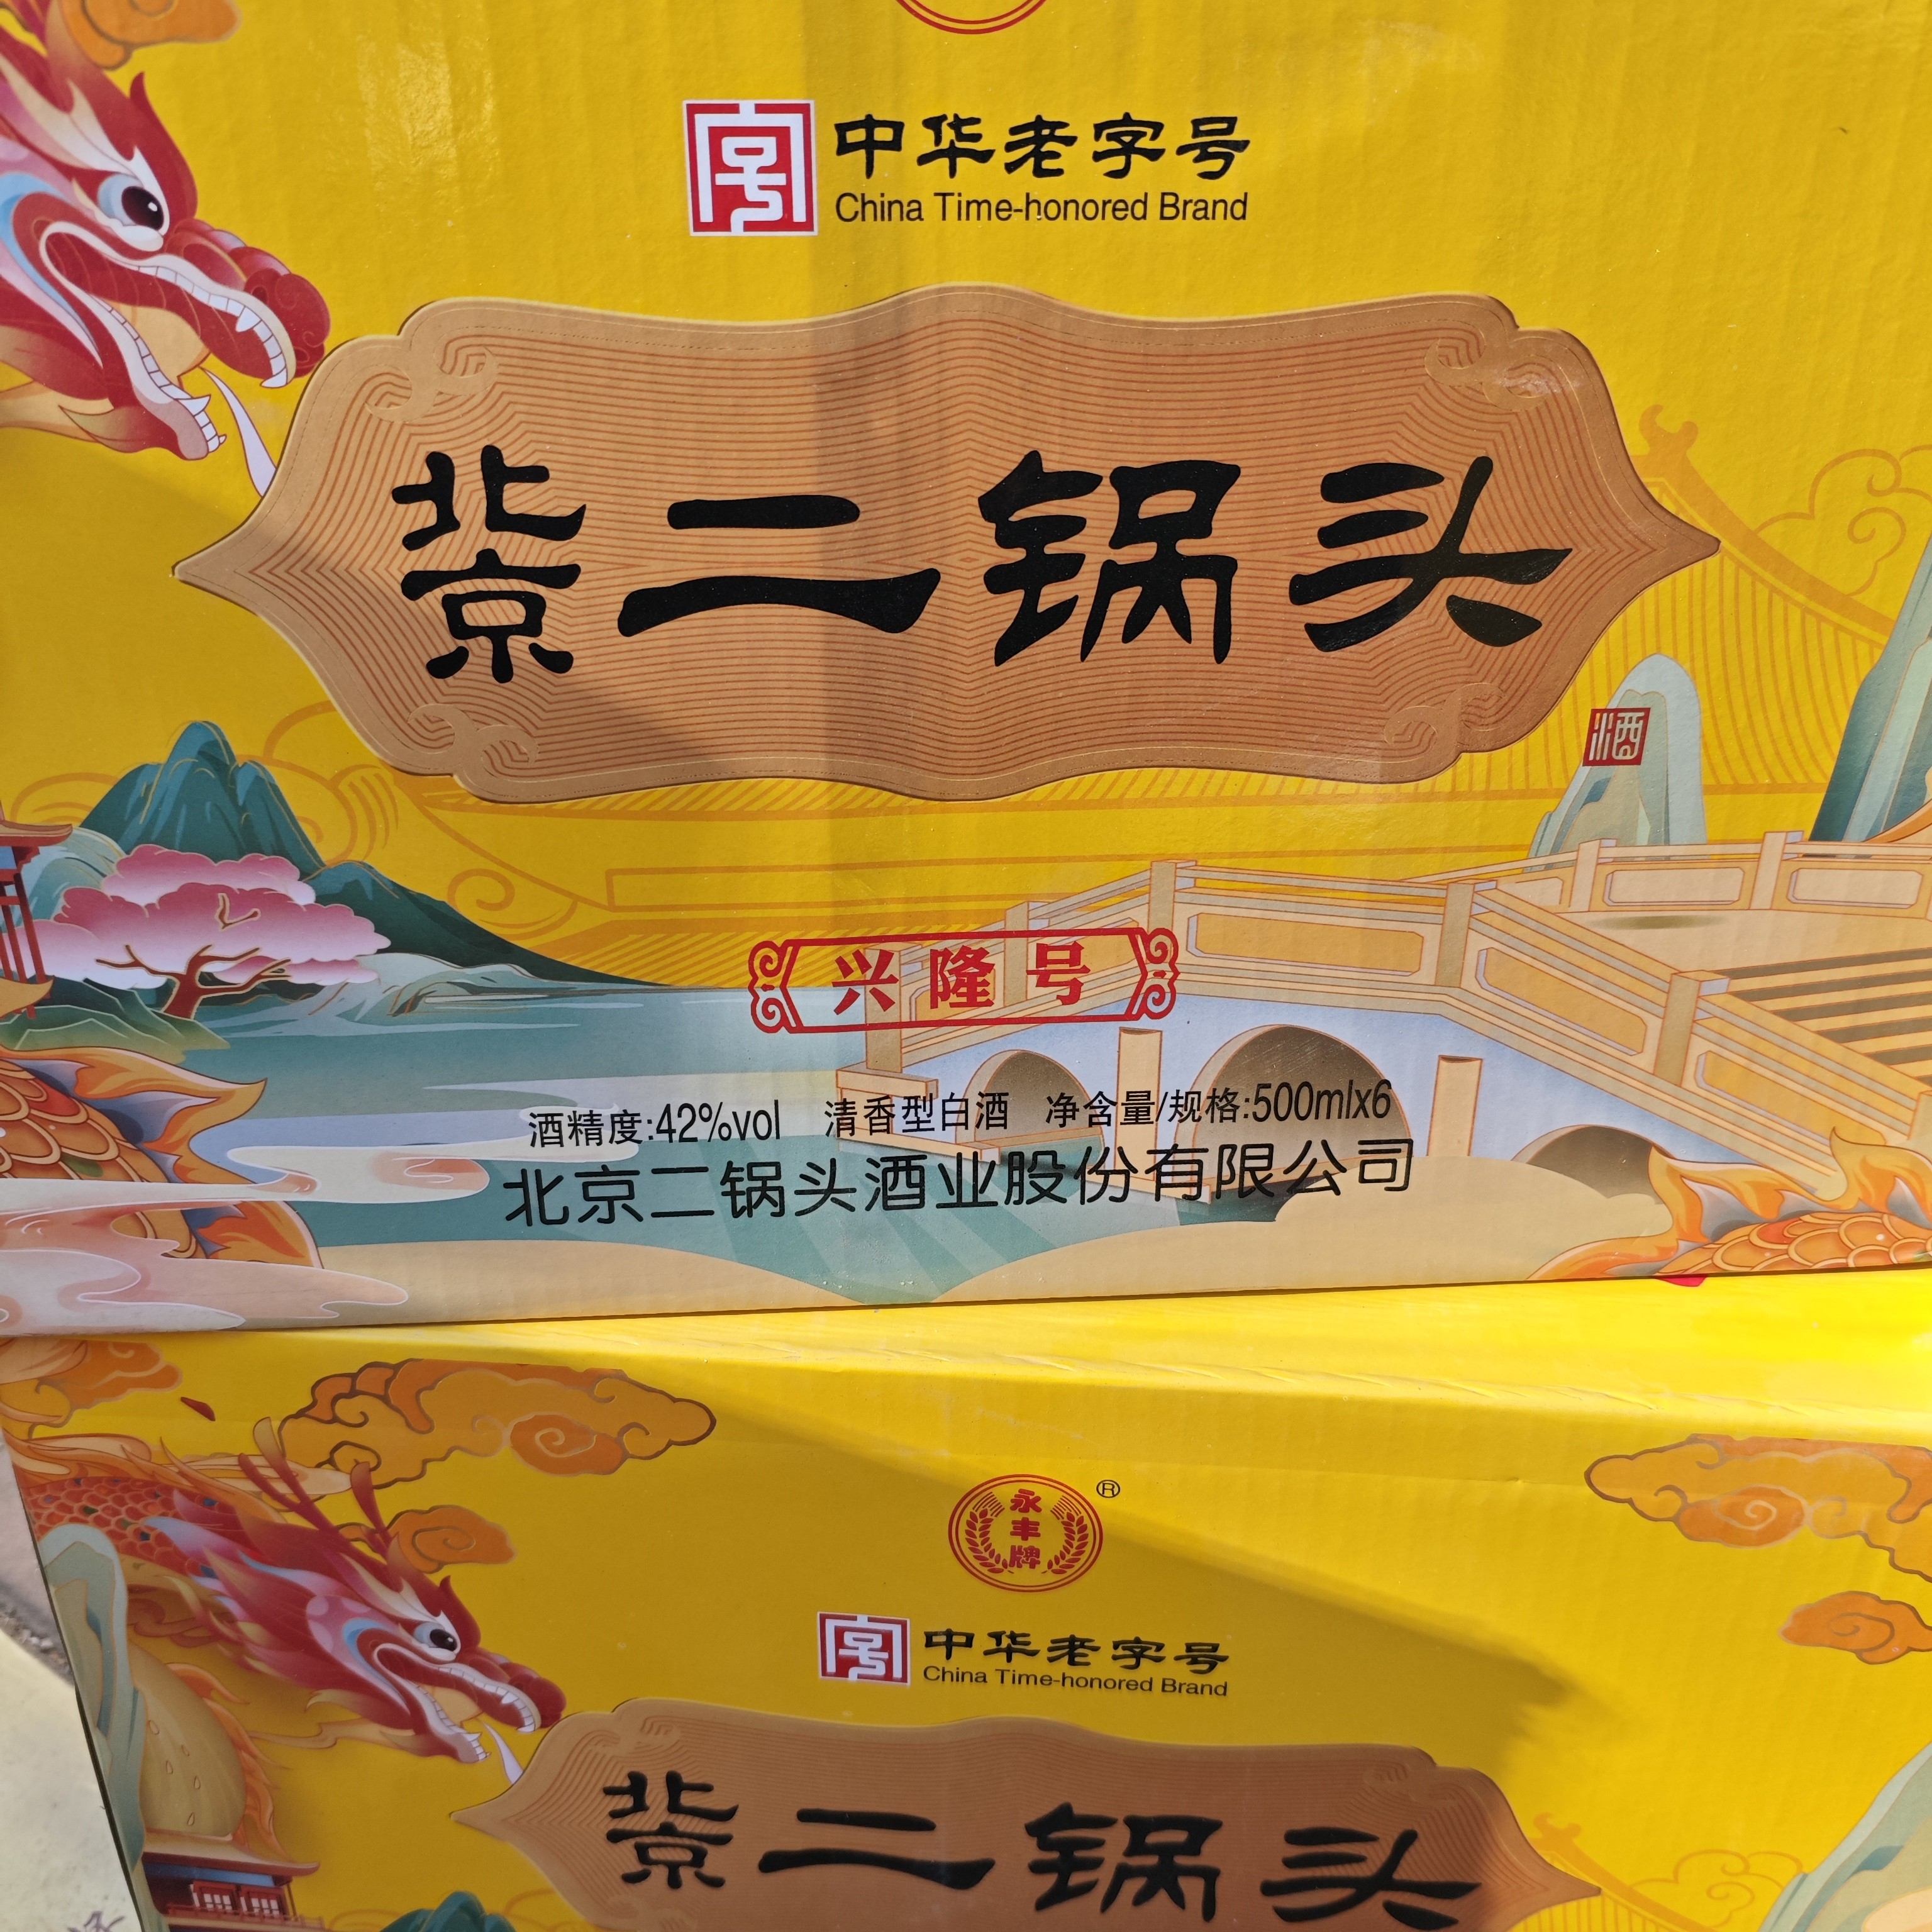 中华老字号
China Time-honored Brand
北京二锅头
酒
兴隆号
酒精度:42%vol 清香型白酒 净含量/规格:500mlx6
北京二锅头酒业股份有限公司
永丰牌
®
中华老字号
China Time-honored Brand
北京二锅头